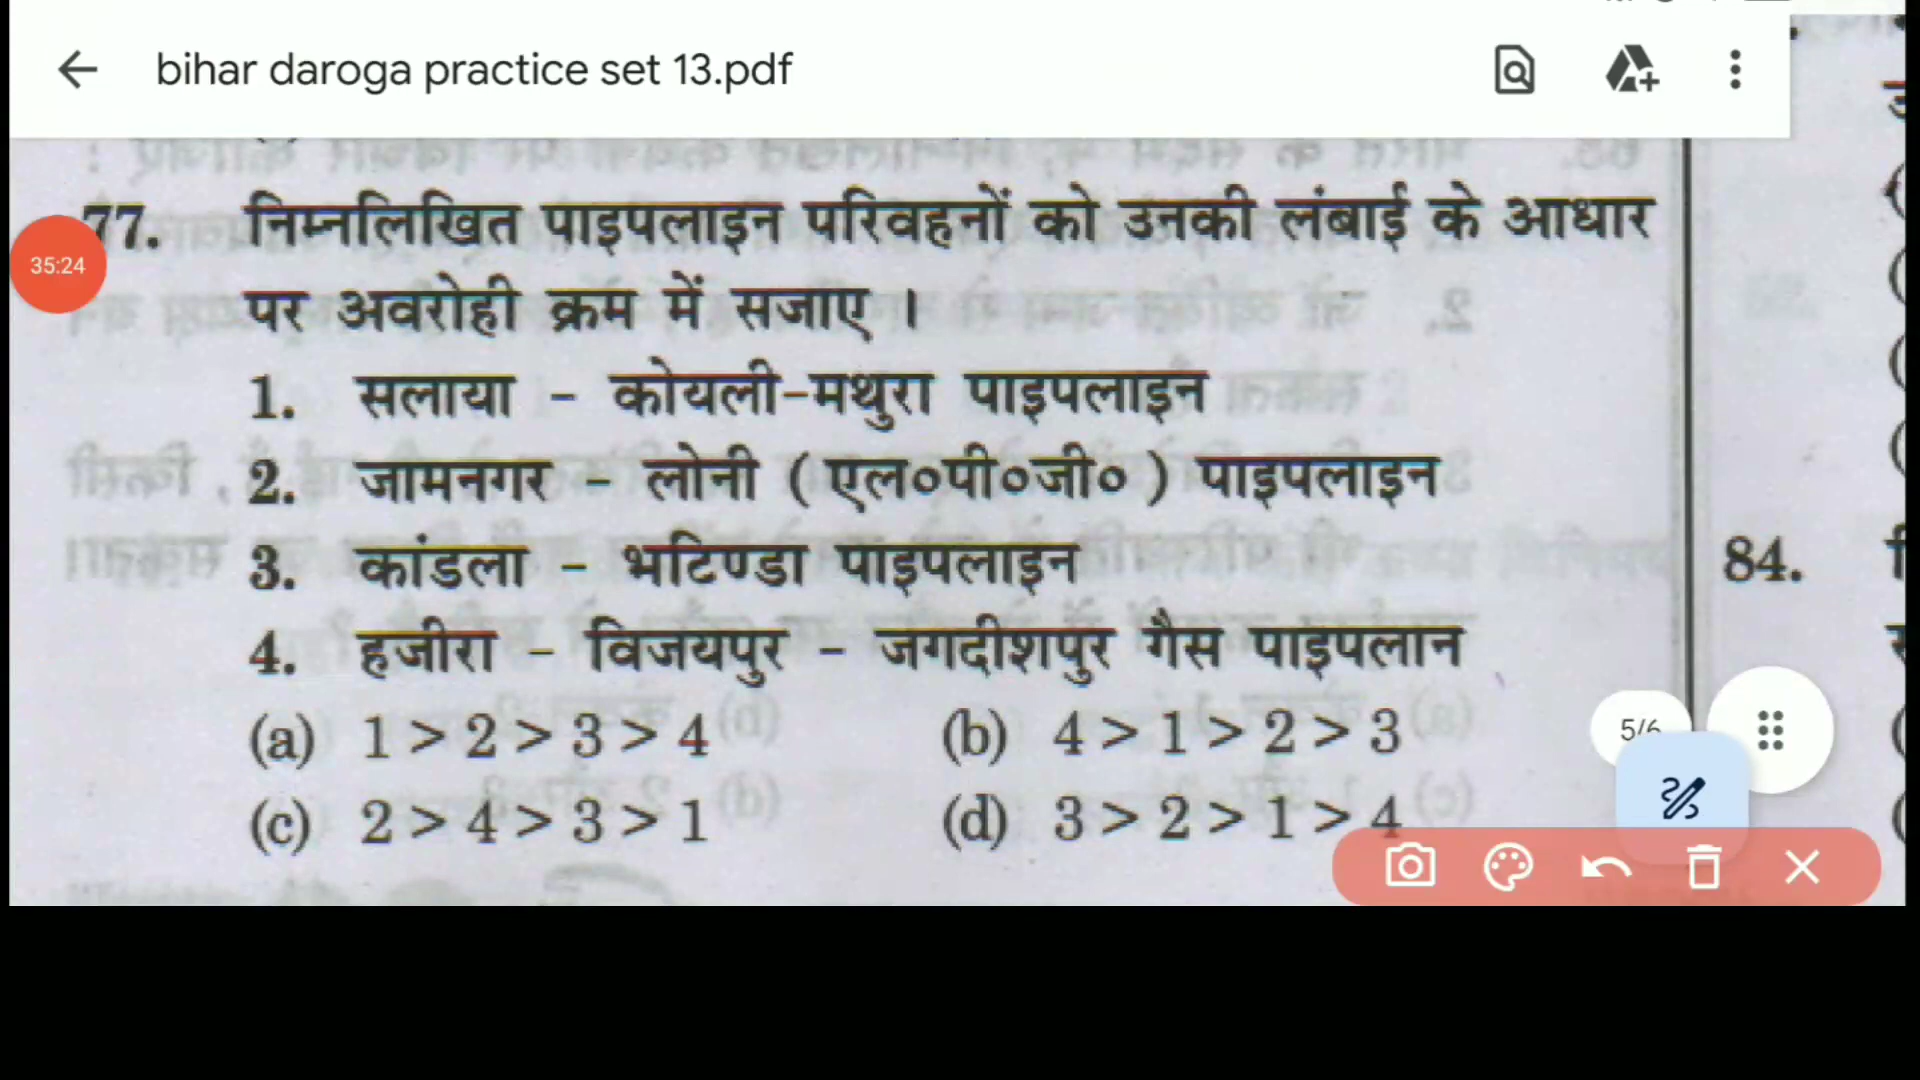 bihar daroga practice set 13.pdf
77. निम्नलिखित पाइपलाइन परिवहनों को उनकी लंबाई के आधार
35:24
पर अवरोही क्रम में सजाए ।
1. सलाया - कोयली-मथुरा पाइपलाइन
2. जामनगर - लोनी ( एल०पी०जी० ) पाइपलाइन
3. कांडला - भटिण्डा पाइपलाइन
84.
4. हजीरा - विजयपुर - जगदीशपुर गैस पाइपलान
(a) 1 > 2 > 3 > 4 (b) 4 > 1 > 2 > 3
5/6
(c) 2 > 4 > 3 > 1 (d) 3 > 2 > 1 > 4